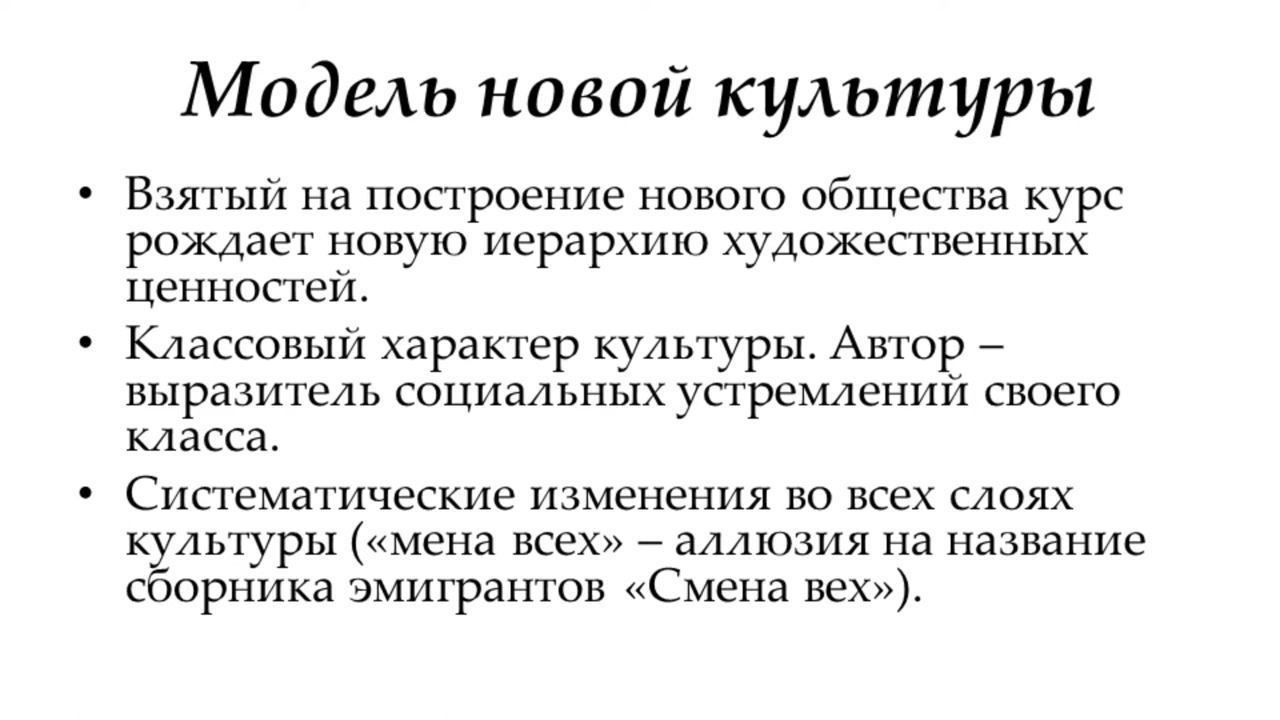 Модель новой культуры
• Взятый на построение нового общества курс
рождает новую иерархию художественных
ценностей.
• Классовый характер культуры. Автор –
выразитель социальных устремлений своего
класса.
• Систематические изменения во всех слоях
культуры («мена всех» – аллюзия на название
сборника эмигрантов «Смена вех»).